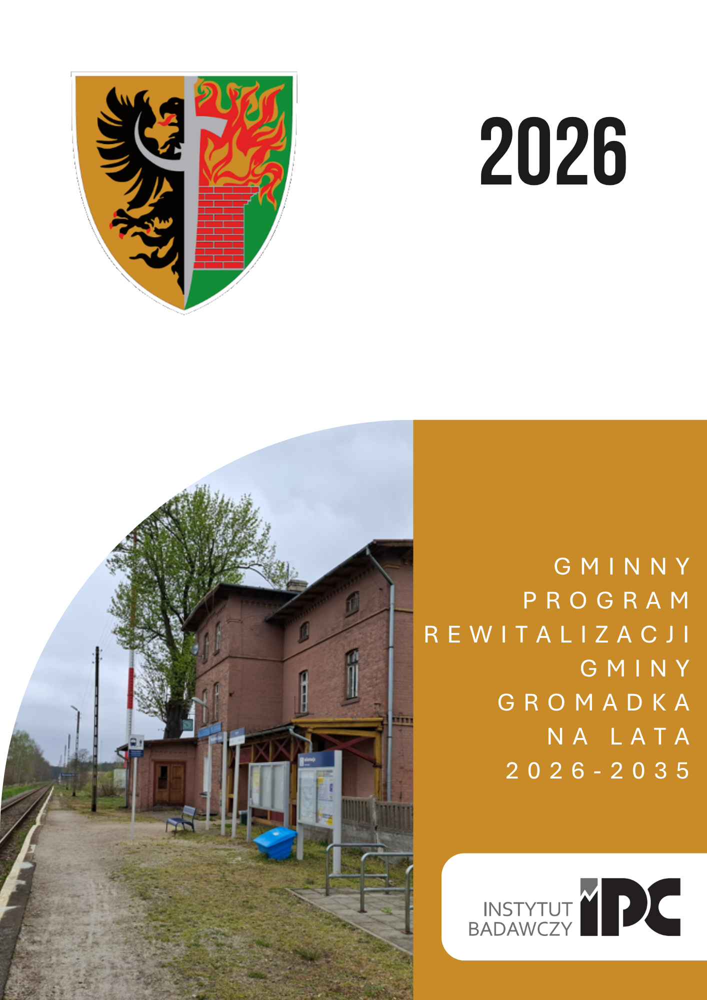 2026
GMINNY
PROGRAM
REWITALIZACJI
GMINY
GROMADKA
NA LATA
2026-2035
INSTYTUT
BADAWCZY
IPC